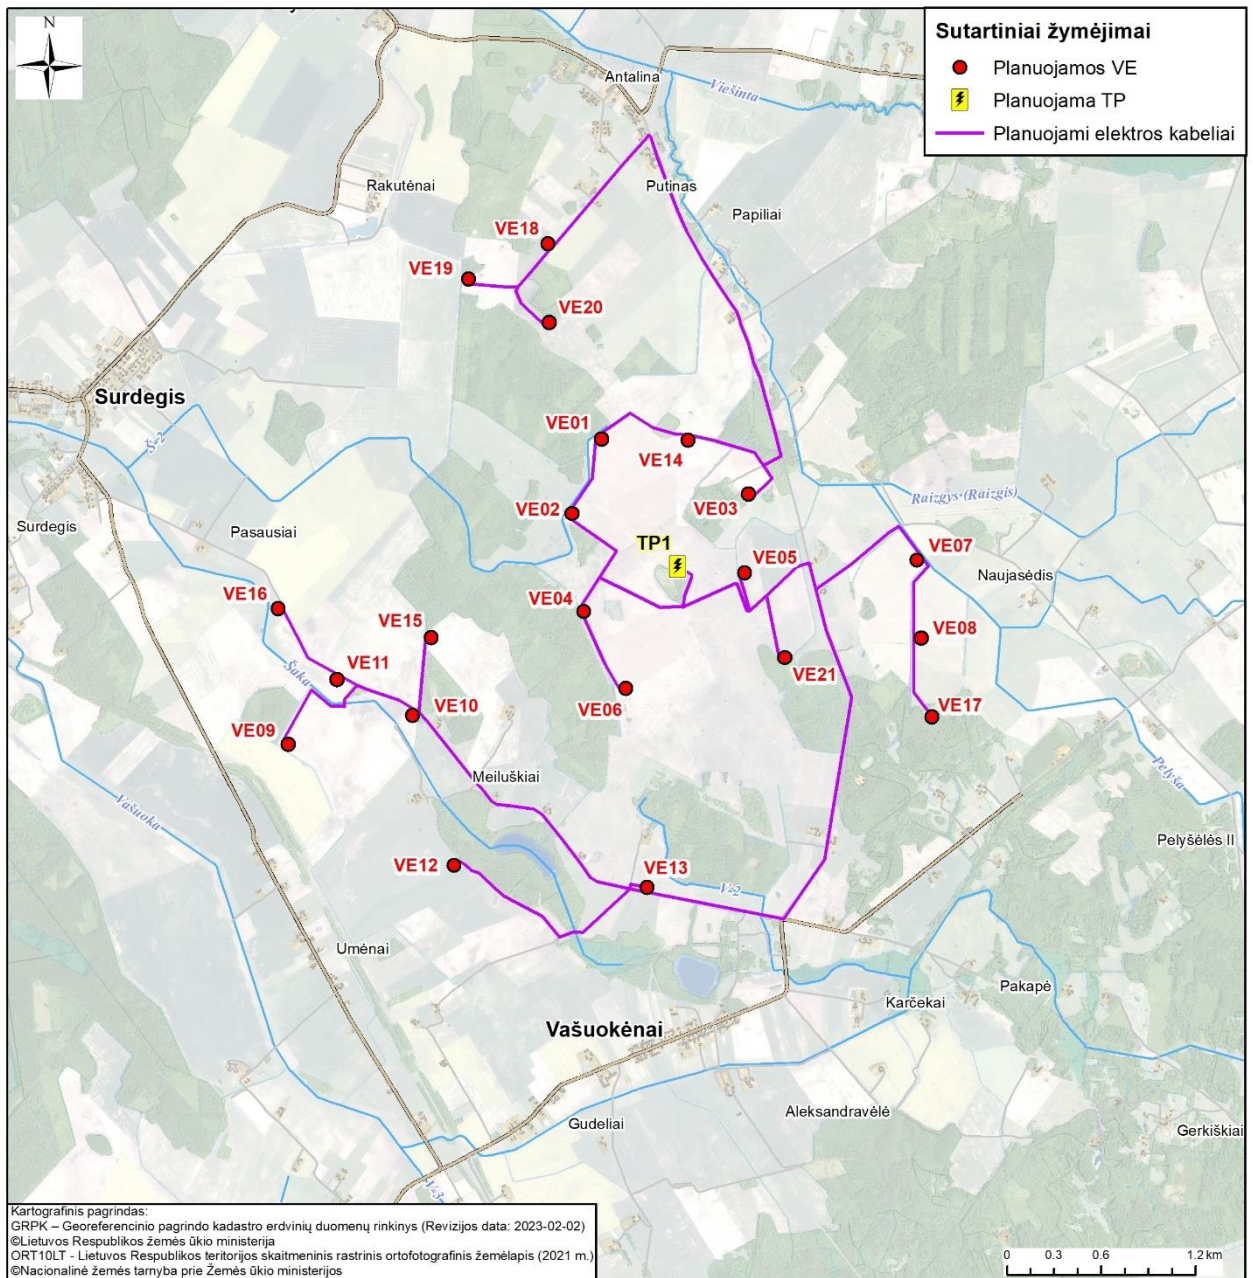 N
Sutartiniai žymėjimai
Planuojamos VE
Planuojama TP
Planuojami elektros kabeliai
Antalina
Viešinta
Rakutėnai
Putinas
Papiliai
VE18
VE19
VE20
Surdegis
VE01
VE14
Š-2
VE03
Raizgys (Raizgis)
VE02
Surdegis
Pasausiai
TP1
VE05
VE07
Naujasėdis
VE16
VE04
VE15
VE08
Šaka
VE11
VE21
VE06
VE10
VE17
VE09
Meiluškiai
Pelyša
Vašuoka
Pelyšėlės II
VE12
VE13
V-2
Umėnai
Pakapė
Karčekai
Vašuokėnai
Aleksandravėlė
Gudeliai
Gerkiškiai
V-3
Kartografinis pagrindas:
GRPK – Georeferencinio pagrindo kadastro erdvinių duomenų rinkinys (Revizijos data: 2023-02-02)
©Lietuvos Respublikos žemės ūkio ministerija
ORT10LT - Lietuvos Respublikos teritorijos skaitmeninis rastrinis ortofotografinis žemėlapis (2021 m.)
©Nacionalinė žemės tarnyba prie Žemės ūkio ministerijos
0 0.3 0.6 1.2 km